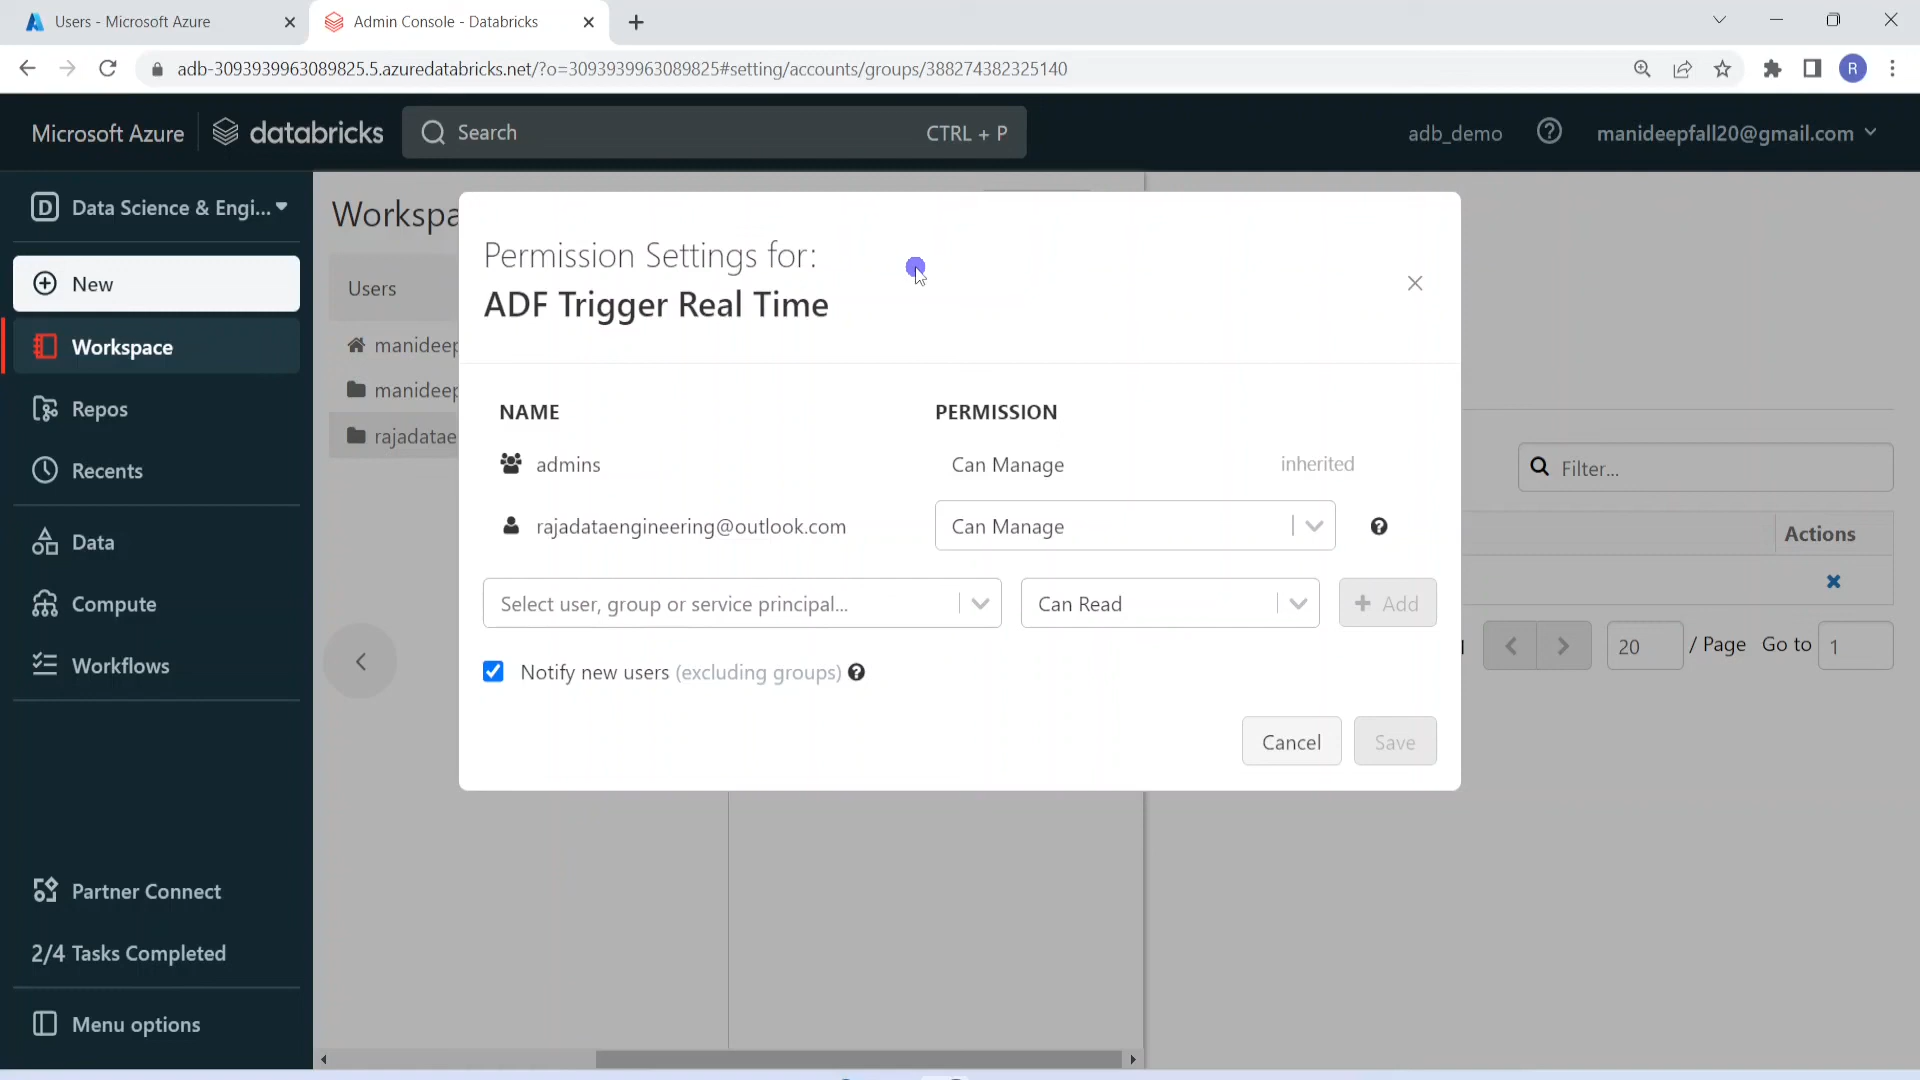 Users - Microsoft Azure
Admin Console - Databricks
adb-3093939963089825.5.azuredatabricks.net/?o=3093939963089825#setting/accounts/groups/388274382325140
R
Microsoft Azure
databricks
Search
CTRL + P
adb_demo
manideepfall20@gmail.com
D
Data Science & Engi...
New
Workspace
Repos
Recents
Data
Compute
Workflows
Partner Connect
2/4 Tasks Completed
Menu options
Workspa
Users
manideep
manideep
rajadatae
Permission Settings for:
ADF Trigger Real Time
NAME
PERMISSION
admins
Can Manage
inherited
rajadataengineering@outlook.com
Can Manage
Select user, group or service principal...
Can Read
+ Add
Notify new users (excluding groups)
Cancel
Save
Filter...
Actions
20
/ Page
Go to
1